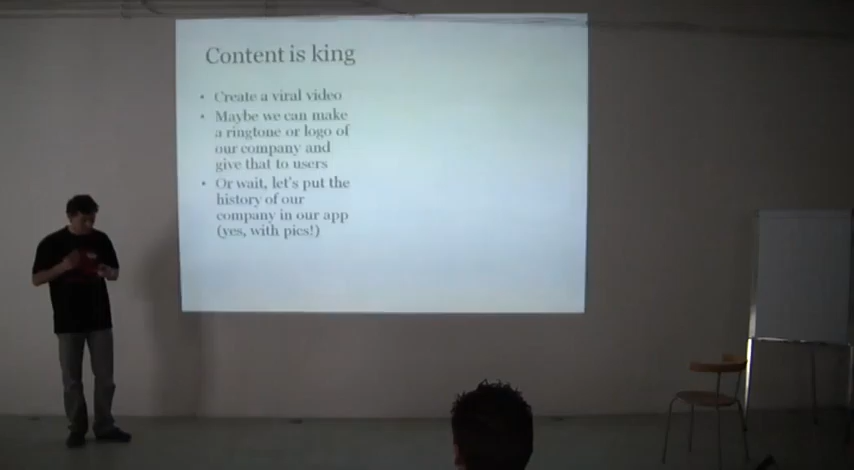 Content is king
• Create a viral video
• Maybe we can make
a ringtone or logo of
our company and
give that to users
• Or wait, let's put the
history of our
company in our app
(yes, with pics!)